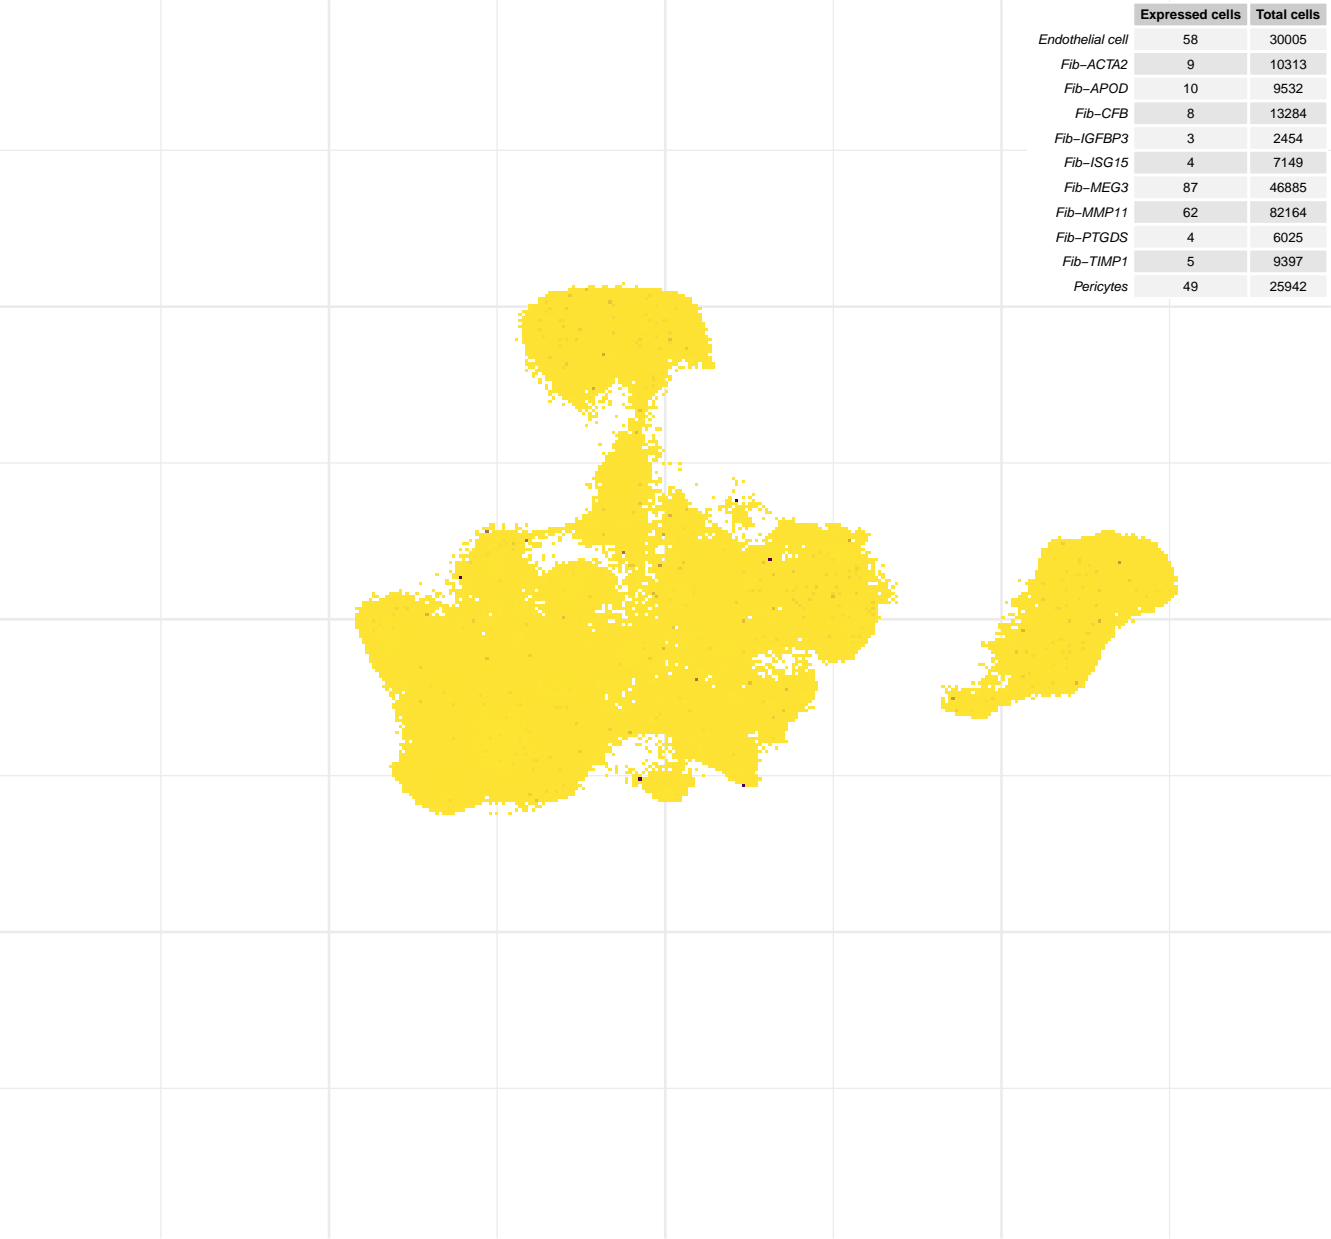 Expressed cells Total cells
Endothelial cell 58 30005
Fib−ACTA2 9 10313
Fib−APOD 10 9532
Fib−CFB 8 13284
Fib−IGFBP3 3 2454
Fib−ISG15 4 7149
Fib−MEG3 87 46885
Fib−MMP11 62 82164
Fib−PTGDS 4 6025
Fib−TIMP1 5 9397
Pericytes 49 25942